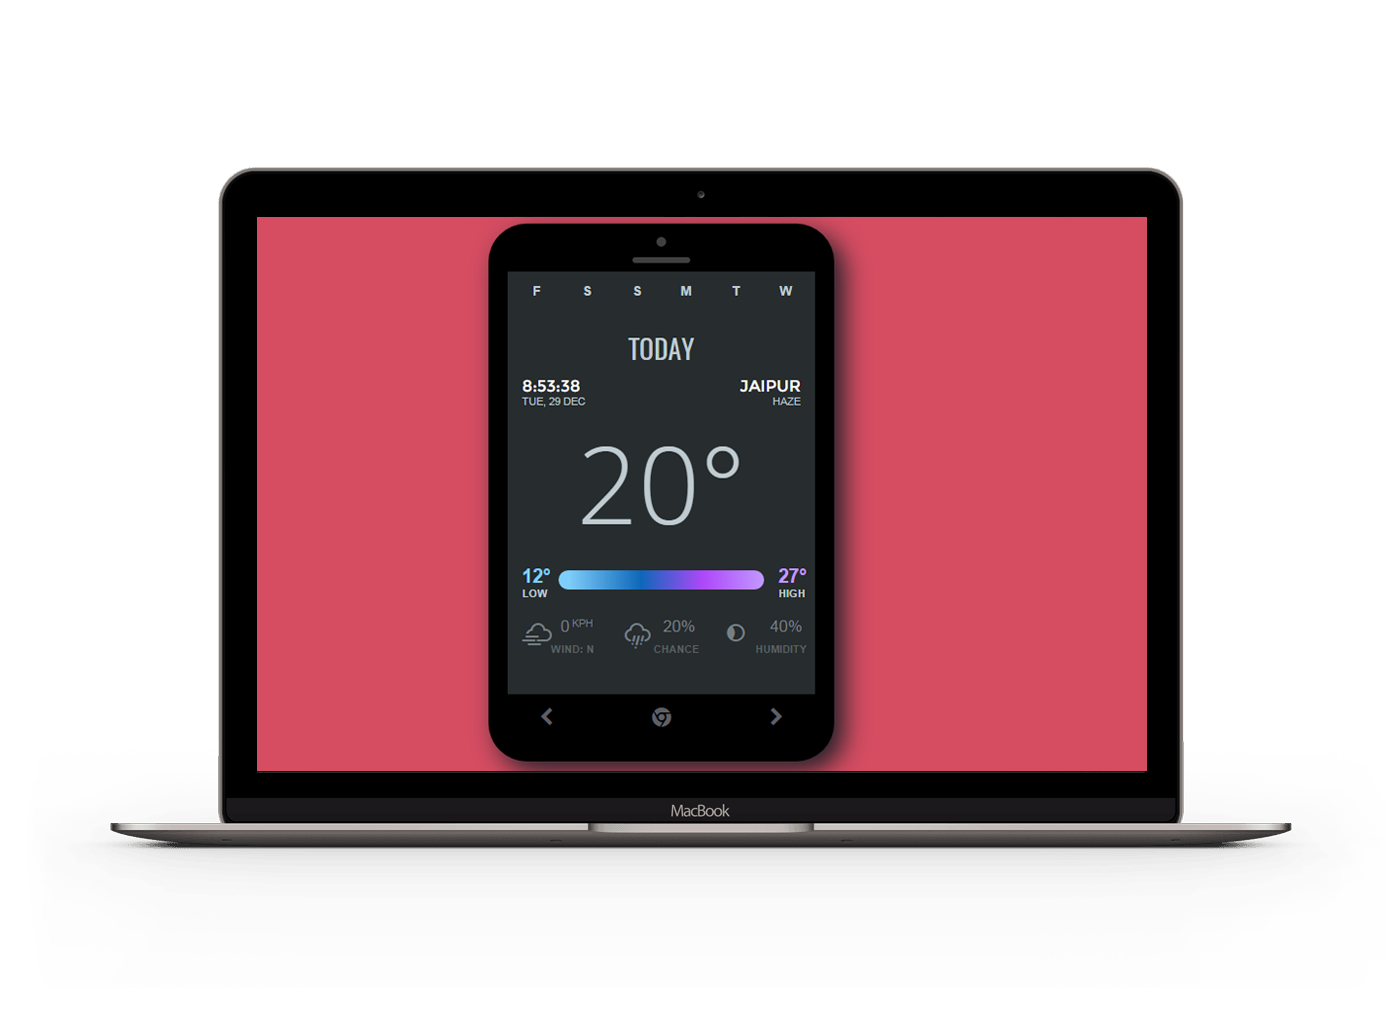 F S S M T W
TODAY
8:53:38 JAIPUR
TUE, 29 DEC HAZE
20°
12° 27°
LOW HIGH
0 KPH 20% 40%
WIND: N CHANCE HUMIDITY
MacBook